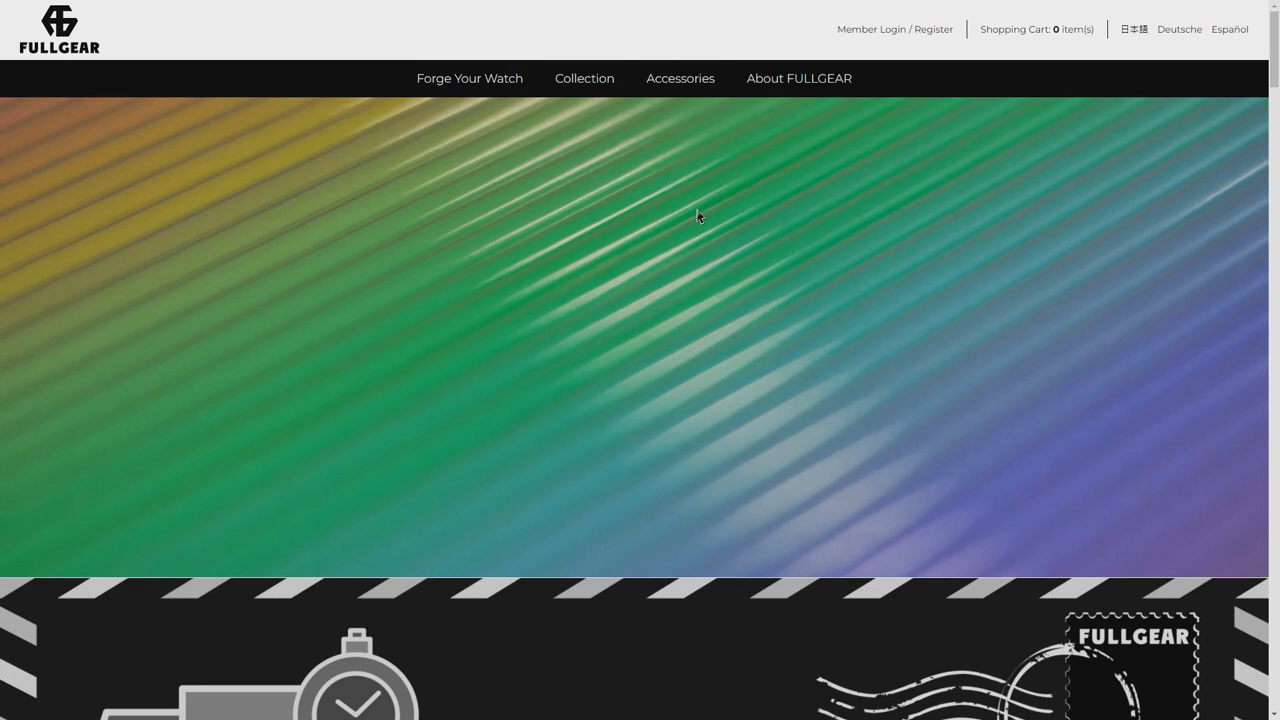 FULLGEAR
Member Login / Register
Shopping Cart: 0 item(s)
日本語
Deutsche
Español
Forge Your Watch
Collection
Accessories
About FULLGEAR
FULLGEAR